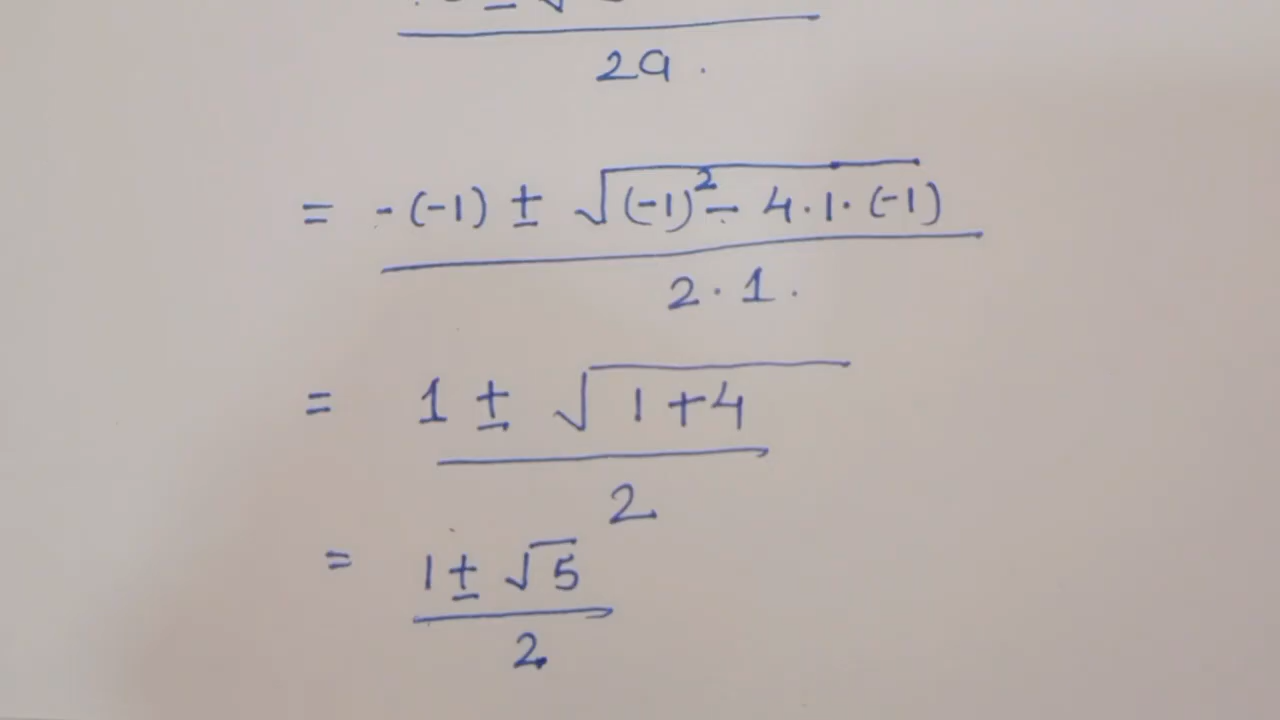 2a.
= -(-1) ± √(-1)² - 4·1·(-1)
2·1.
= 1 ± √1+4
2
= 1 ± √5
2